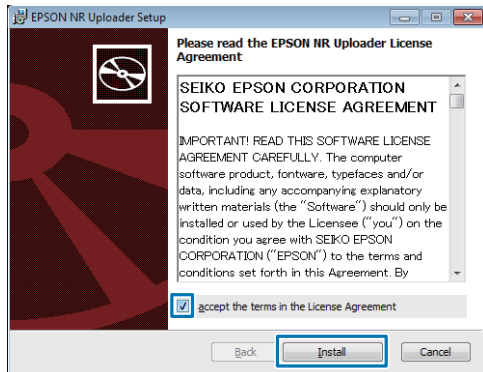 EPSON NR Uploader Setup
Please read the EPSON NR Uploader License
Agreement
SEIKO EPSON CORPORATION
SOFTWARE LICENSE AGREEMENT
IMPORTANT! READ THIS SOFTWARE LICENSE
AGREEMENT CAREFULLY. The computer
software product, fontware, typefaces and/or
data, including any accompanying explanatory
written materials (the "Software") should only be
installed or used by the Licensee ("you") on the
condition you agree with SEIKO EPSON
CORPORATION ("EPSON") to the terms and
conditions set forth in this Agreement. By
accept the terms in the License Agreement
Back Install Cancel